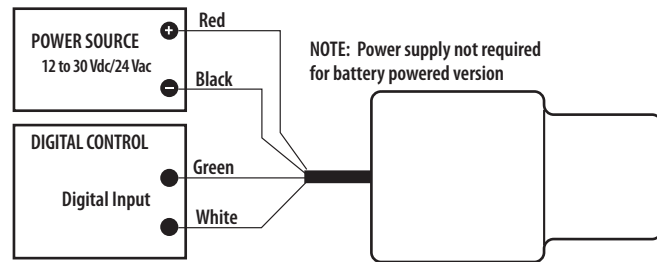 POWER SOURCE
12 to 30 Vdc/24 Vac
+
Red
−
Black
NOTE: Power supply not required
for battery powered version
DIGITAL CONTROL
Digital Input
Green
White